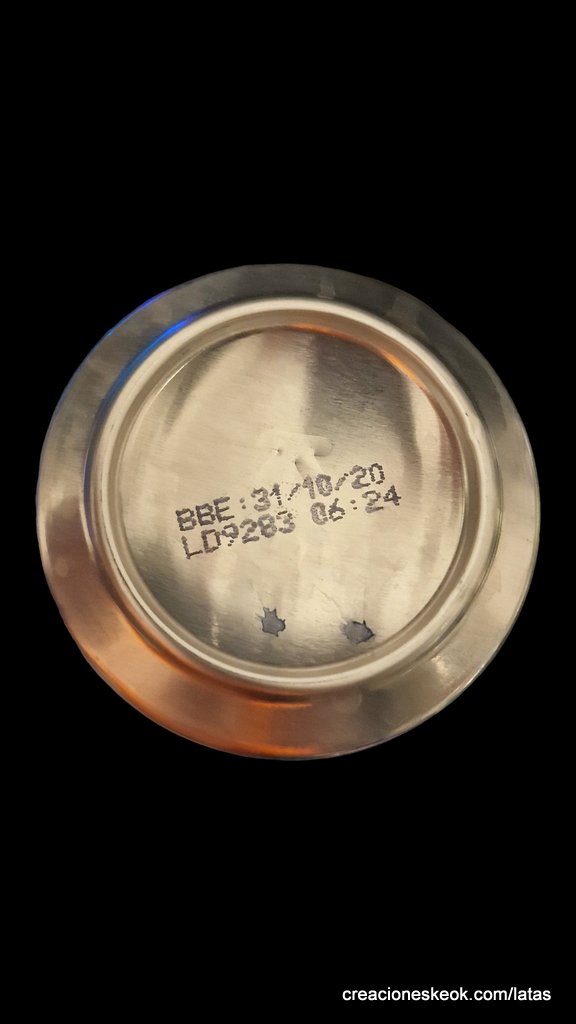 BBE:31/10/20
LD9283 06:24
creacioneskeok.com/latas